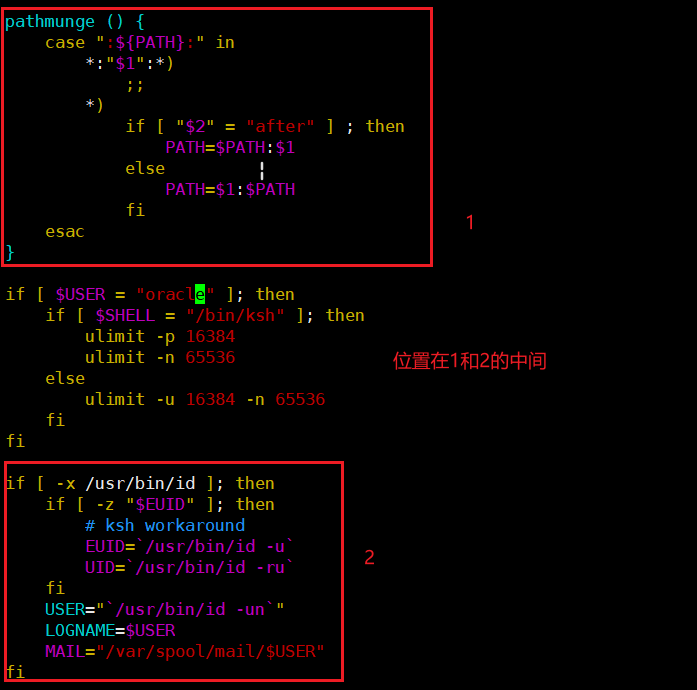 pathmunge () {
    case ":${PATH}:" in
        *:"$1":*)
            ;;
        *)
            if [ "$2" = "after" ] ; then
                PATH=$PATH:$1
            else
                PATH=$1:$PATH
            fi
    esac
}
1
if [ $USER = "oracle" ]; then
    if [ $SHELL = "/bin/ksh" ]; then
        ulimit -p 16384
        ulimit -n 65536
    else
        ulimit -u 16384 -n 65536
    fi
fi
位置在1和2的中间
if [ -x /usr/bin/id ]; then
    if [ -z "$EUID" ]; then
        # ksh workaround
        EUID=`/usr/bin/id -u`
        UID=`/usr/bin/id -ru`
    fi
    USER="`/usr/bin/id -un`"
    LOGNAME=$USER
    MAIL="/var/spool/mail/$USER"
fi
2